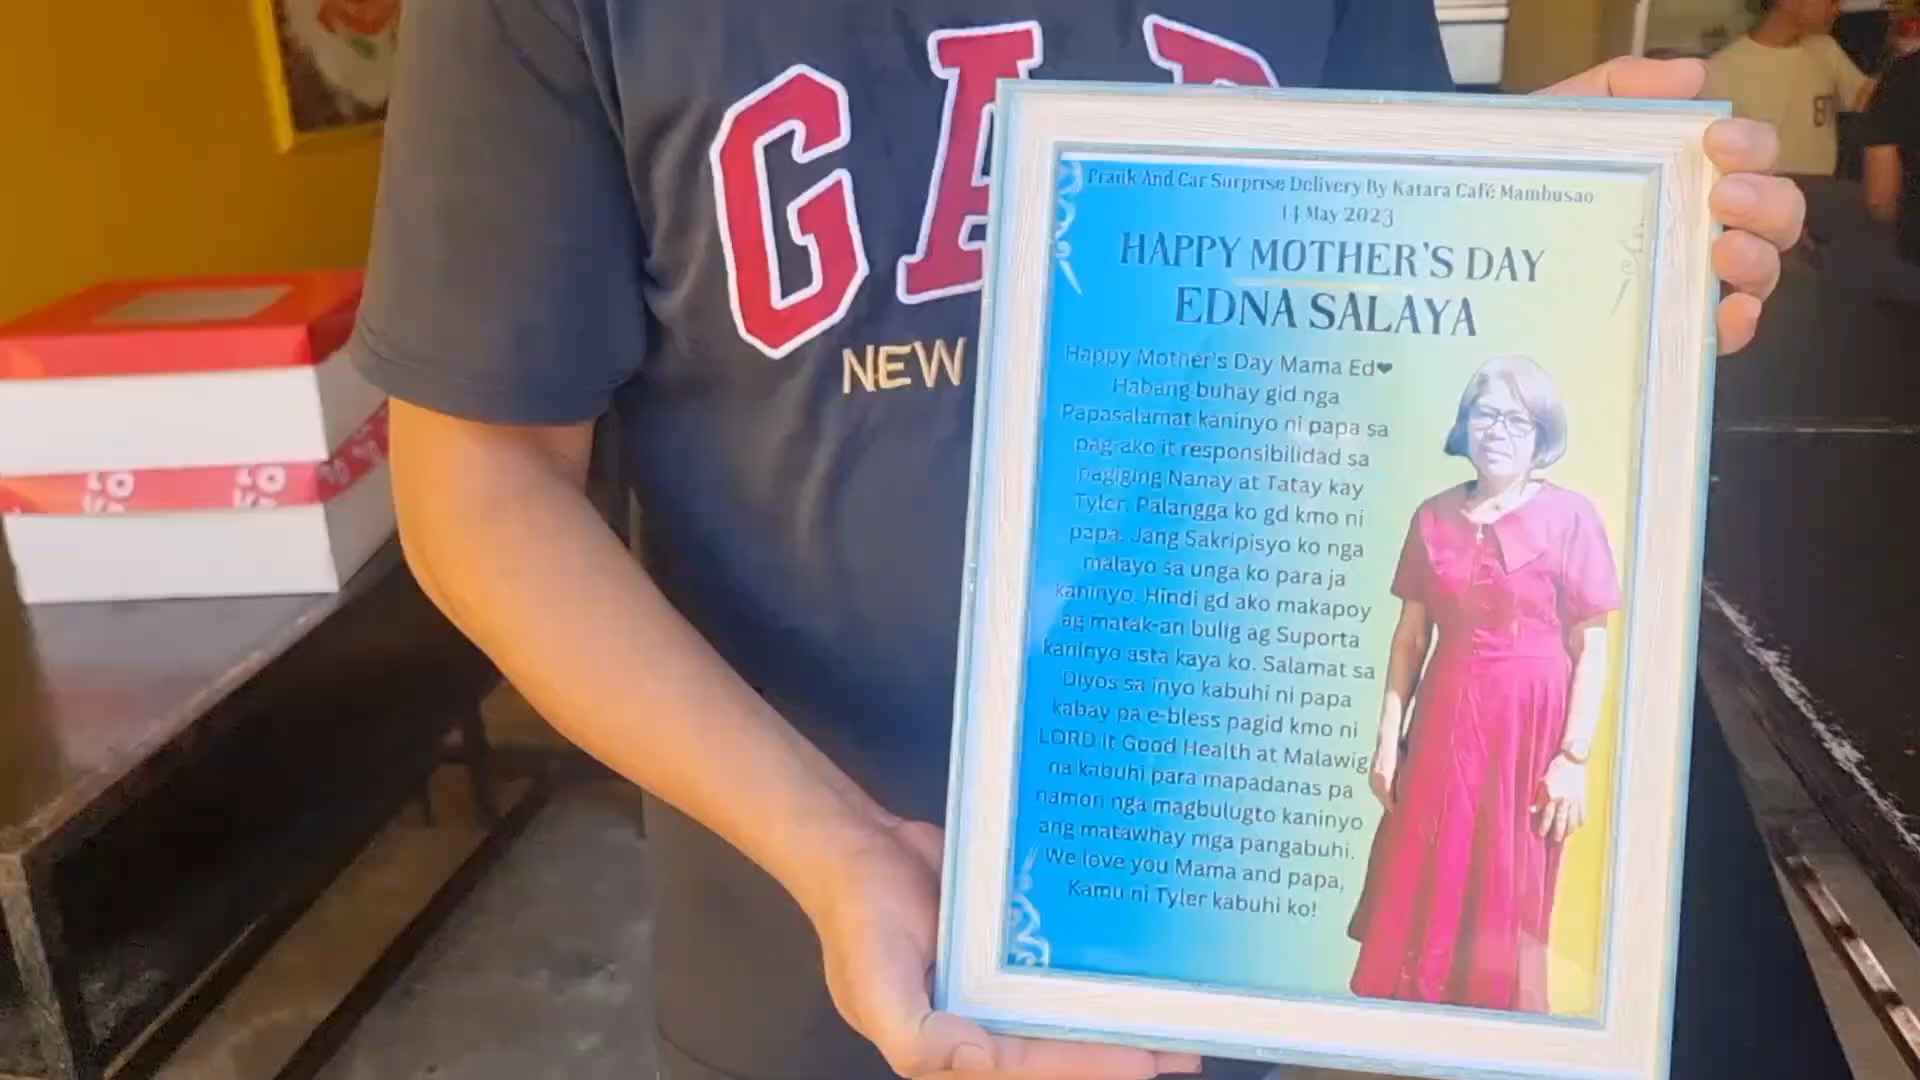 GAP
NEW
Prank And Car Surprise Delivery By Katara Café Mambusao
14 May 2023
HAPPY MOTHER'S DAY
EDNA SALAYA
Happy Mother's Day Mama Ed❤
Habang buhay gid nga
Papasalamat kaninyo ni papa sa
pag-ako it responsibilidad sa
pagiging Nanay at Tatay kay
Tyler. Palangga ko gd kmo ni
papa. Jang Sakripisyo ko nga
malayo sa unga ko para ja
kaninyo. Hindi gd ako makapoy
ag matak-an bulig ag Suporta
kaninyo asta kaya ko. Salamat sa
Diyos sa inyo kabuhi ni papa
kabay pa e-bless pagid kmo ni
LORD it Good Health at Malawig
na kabuhi para mapadanas pa
namon nga magbulugto kaninyo
ang matawhay mga pangabuhi.
We love you Mama and papa,
Kamu ni Tyler kabuhi ko!